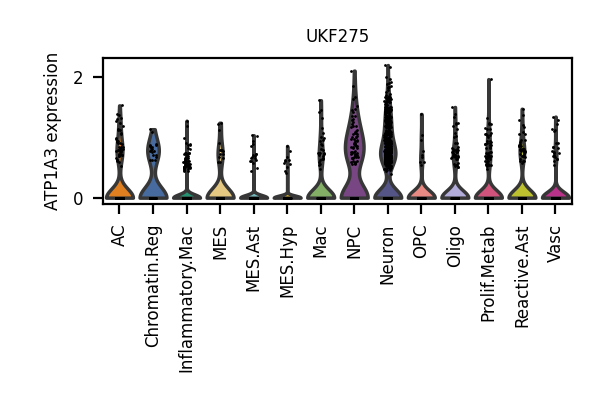 UKF275
ATP1A3 expression
2
0
AC
Chromatin.Reg
Inflammatory.Mac
MES
MES.Ast
MES.Hyp
Mac
NPC
Neuron
OPC
Oligo
Prolif.Metab
Reactive.Ast
Vasc